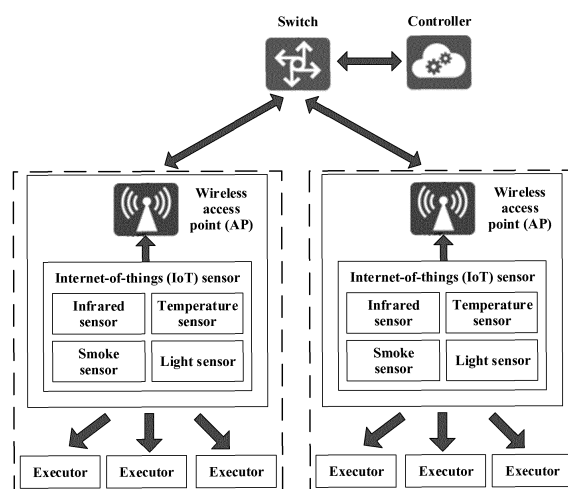 Switch
Controller
Wireless
access
point (AP)
Internet-of-things (IoT) sensor
Infrared
sensor
Temperature
sensor
Smoke
sensor
Light sensor
Executor
Executor
Executor
Wireless
access
point (AP)
Internet-of-things (IoT) sensor
Infrared
sensor
Temperature
sensor
Smoke
sensor
Light sensor
Executor
Executor
Executor